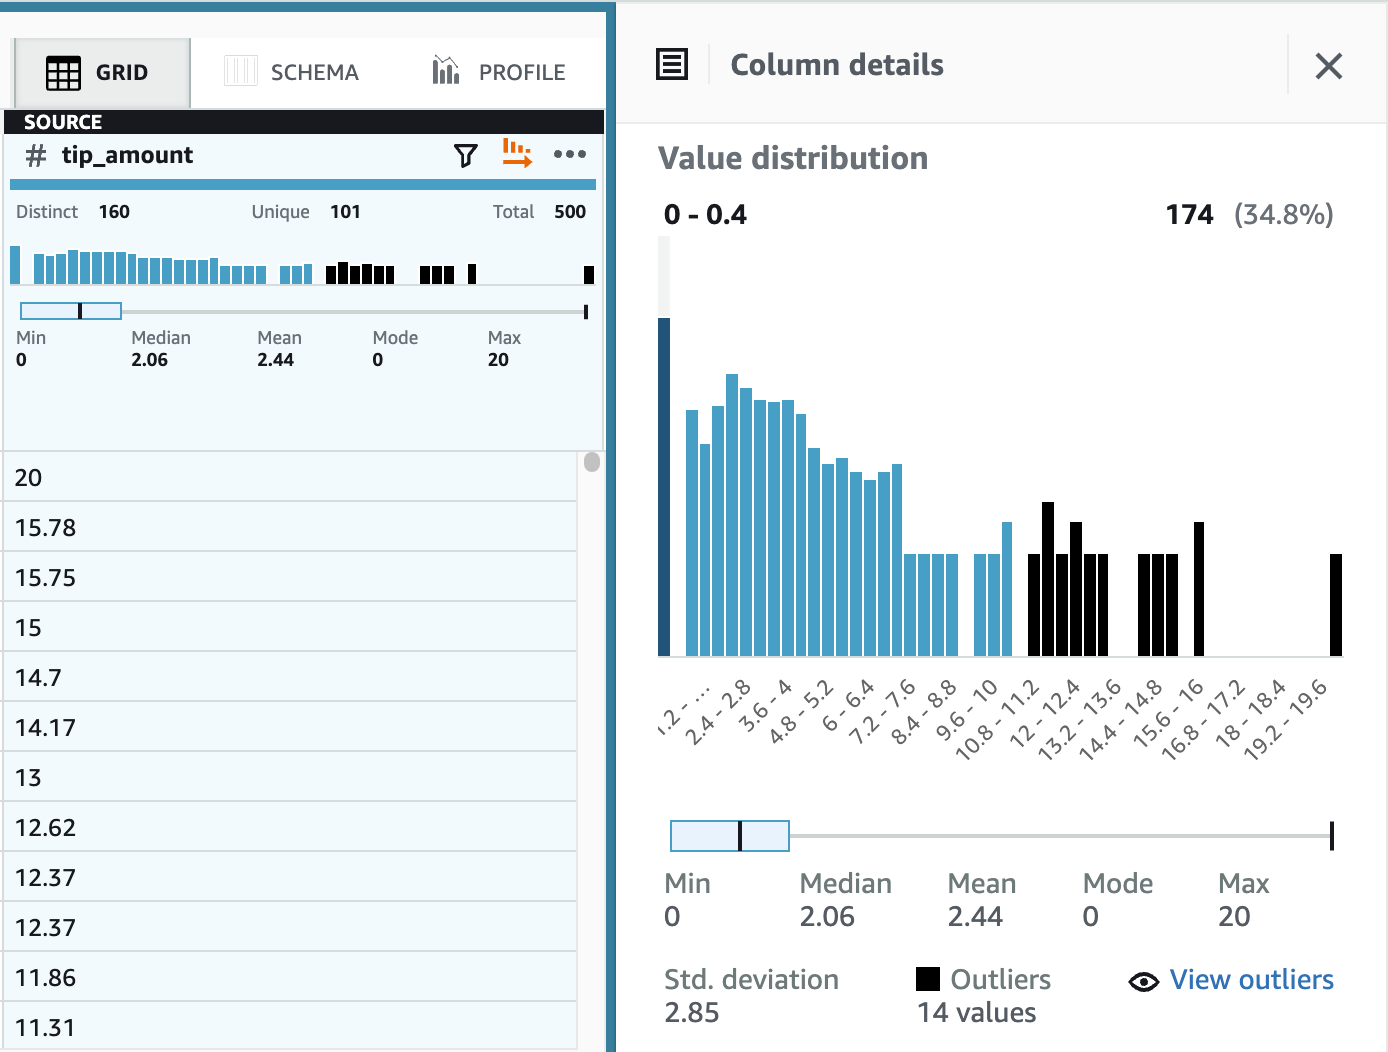 GRID
SCHEMA
PROFILE
SOURCE
# tip_amount
Distinct 160 Unique 101 Total 500
Min Median Mean Mode Max
0 2.06 2.44 0 20
20
15.78
15.75
15
14.7
14.17
13
12.62
12.37
12.37
11.86
11.31
Column details
Value distribution
0 - 0.4 174 (34.8%)
1.2 - ...
2.4 - 2.8
3.6 - 4
4.8 - 5.2
6 - 6.4
7.2 - 7.6
8.4 - 8.8
9.6 - 10
10.8 - 11.2
12 - 12.4
13.2 - 13.6
14.4 - 14.8
15.6 - 16
16.8 - 17.2
18 - 18.4
19.2 - 19.6
Min Median Mean Mode Max
0 2.06 2.44 0 20
Std. deviation Outliers View outliers
2.85 14 values